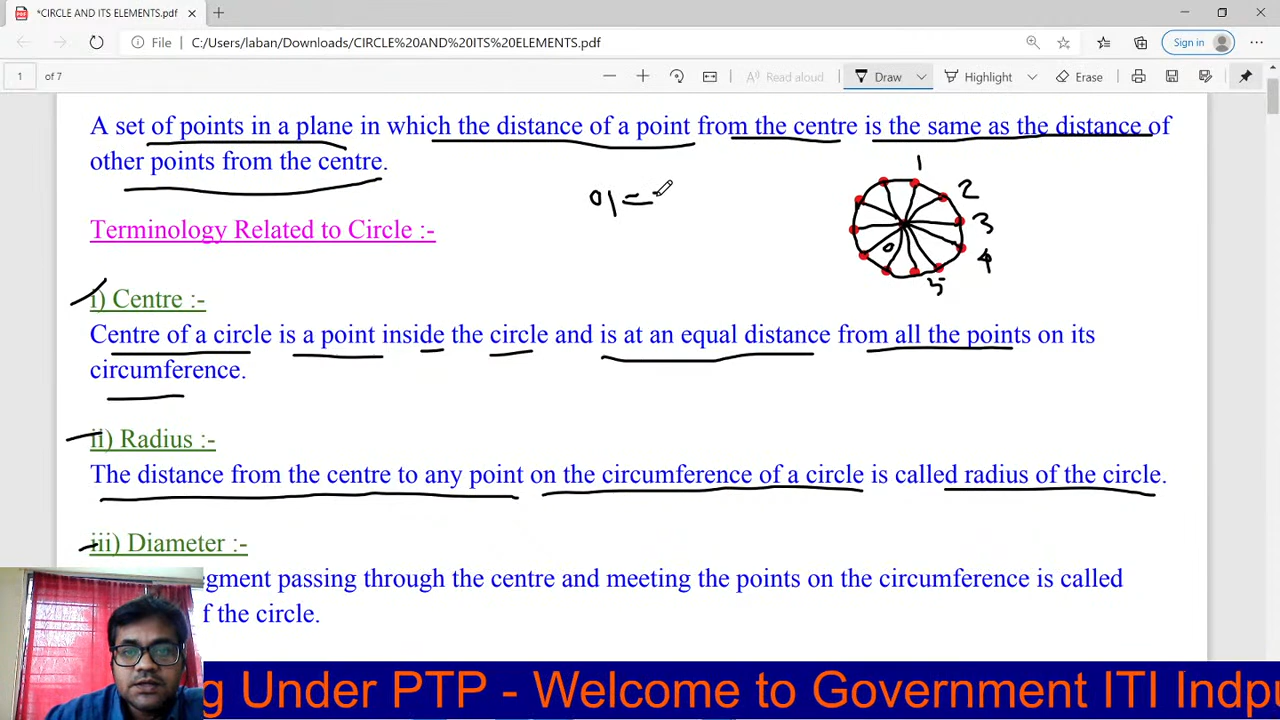 *CIRCLE AND ITS ELEMENTS.pdf
File C:/Users/laban/Downloads/CIRCLE%20AND%20ITS%20ELEMENTS.pdf
Sign in
1 of 7
Read aloud
Draw
Highlight
Erase
A set of points in a plane in which the distance of a point from the centre is the same as the distance of
other points from the centre.
1
2
01=
3
Terminology Related to Circle :-
0
4
5
i) Centre :-
Centre of a circle is a point inside the circle and is at an equal distance from all the points on its
circumference.
ii) Radius :-
The distance from the centre to any point on the circumference of a circle is called radius of the circle.
iii) Diameter :-
gment passing through the centre and meeting the points on the circumference is called
f the circle.
g Under PTP - Welcome to Government ITI Indpu